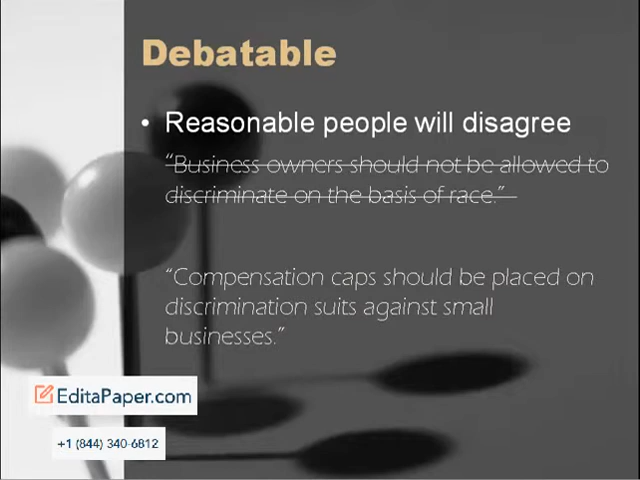 Debatable
• Reasonable people will disagree
“Business owners should not be allowed to
discriminate on the basis of race.”
“Compensation caps should be placed on
discrimination suits against small
businesses.”
EditaPaper.com
+1 (844) 340-6812